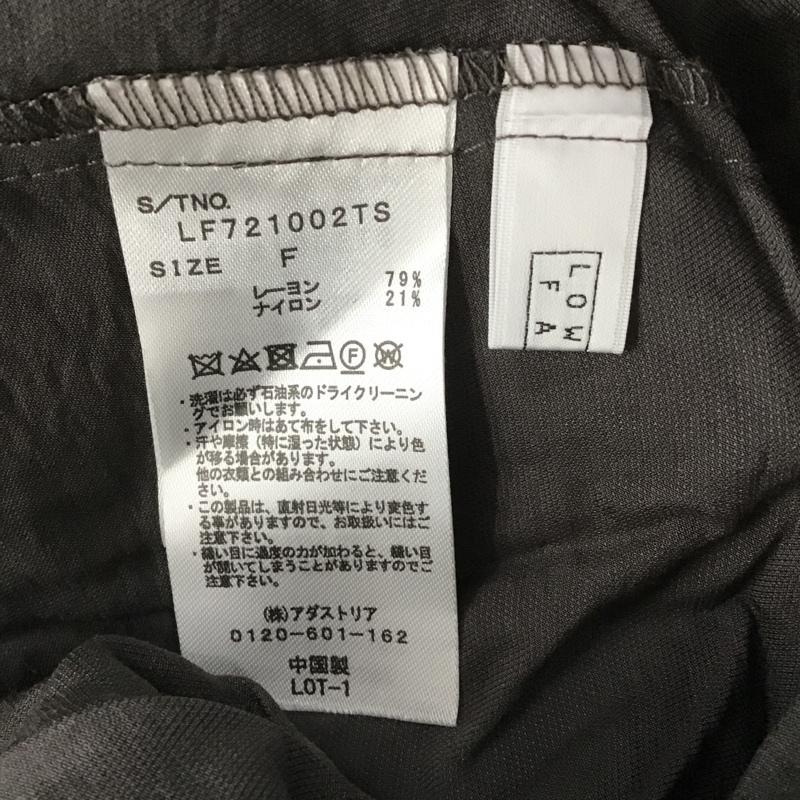 S/TNO.
LF721002TS
SIZE F
レーヨン 79%
ナイロン 21%
F W
・洗濯は必ず石油系のドライクリーニン
グでお願いします。
・アイロン時はあて布をして下さい。
・汗や摩擦（特に湿った状態）により色
が移る場合があります。
他の衣類との組み合わせにご注意くだ
さい。
・この製品は、直射日光等により変色す
る事がありますので、お取扱いにはご
注意下さい。
・縫い目に過度の力が加わると、縫い目
が開いてしまうことがありますのでご
注意下さい。
(株)アダストリア
0120-601-162
中国製
LOT-1
LOW
FA